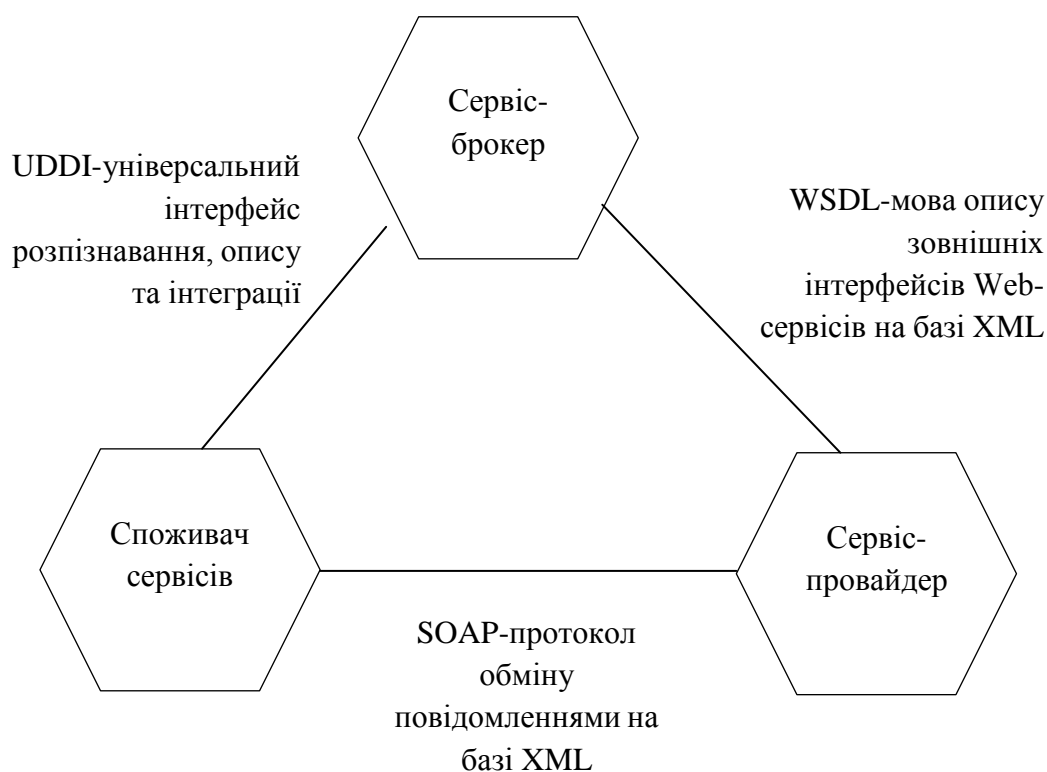 Сервіс-
брокер
UDDI-універсальний
інтерфейс
розпізнавання, опису
та інтеграції
WSDL-мова опису
зовнішніх
інтерфейсів Web-
сервісів на базі XML
Споживач
сервісів
Сервіс-
провайдер
SOAP-протокол
обміну
повідомленнями на
базі XML